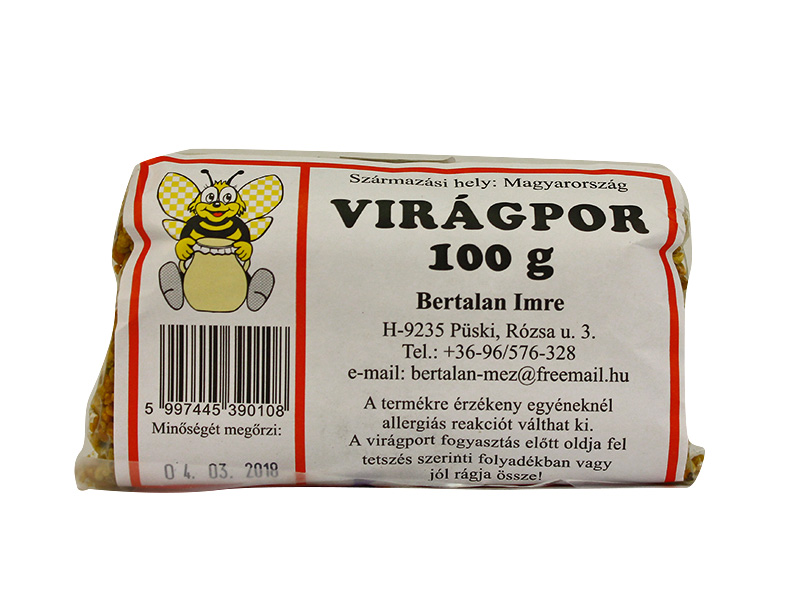 Származási hely: Magyarország
VIRÁGPOR
100 g
Bertalan Imre
H-9235 Püski, Rózsa u. 3.
Tel.: +36-96/576-328
e-mail: bertalan-mez@freemail.hu
A termékre érzékeny egyéneknél
allergiás reakciót válthat ki.
A virágport fogyasztás előtt oldja fel
tetszés szerinti folyadékban vagy
jól rágja össze!
5 997445 390108
Minőségét megőrzi:
04. 03. 2018